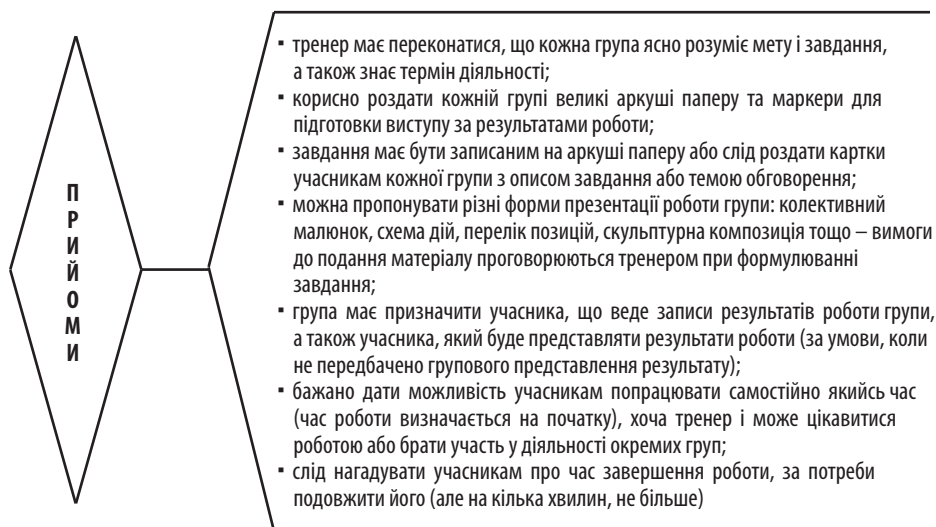 ПРИЙОМИ
▪ тренер має переконатися, що кожна група ясно розуміє мету і завдання,
а також знає термін діяльності;
▪ корисно роздати кожній групі великі аркуші паперу та маркери для
підготовки виступу за результатами роботи;
▪ завдання має бути записаним на аркуші паперу або слід роздати картки
учасникам кожної групи з описом завдання або темою обговорення;
▪ можна пропонувати різні форми презентації роботи групи: колективний
малюнок, схема дій, перелік позицій, скульптурна композиція тощо – вимоги
до подання матеріалу проговорюються тренером при формулюванні
завдання;
▪ група має призначити учасника, що веде записи результатів роботи групи,
а також учасника, який буде представляти результати роботи (за умови, коли
не передбачено групового представлення результату);
▪ бажано дати можливість учасникам попрацювати самостійно якийсь час
(час роботи визначається на початку), хоча тренер і може цікавитися
роботою або брати участь у діяльності окремих груп;
▪ слід нагадувати учасникам про час завершення роботи, за потреби
подовжити його (але на кілька хвилин, не більше)